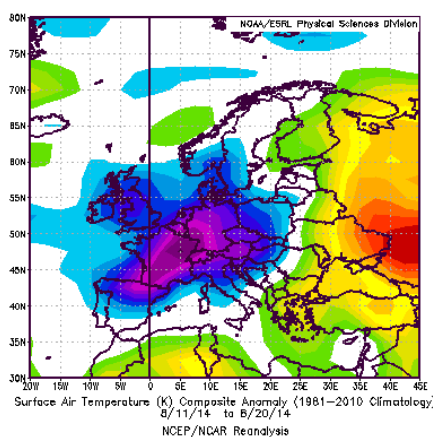 NOAA/ESRL Physical Sciences Division
80N
75N
70N
65N
60N
55N
50N
45N
40N
35N
30N
20W 15W 10W 5W 0 5E 10E 15E 20E 25E 30E 35E 40E 45E
Surface Air Temperature (K) Composite Anomaly (1981-2010 Climatology)
8/11/14 to 8/20/14
NCEP/NCAR Reanalysis